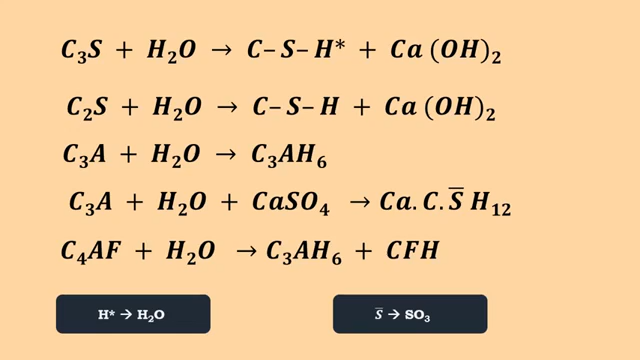 C₃S + H₂O → C–S–H* + Ca (OH)₂
C₂S + H₂O → C–S–H + Ca (OH)₂
C₃A + H₂O → C₃AH₆
C₃A + H₂O + CaSO₄ → Ca.C.S̅ H₁₂
C₄AF + H₂O → C₃AH₆ + CFH
H* → H₂O
S̅ → SO₃